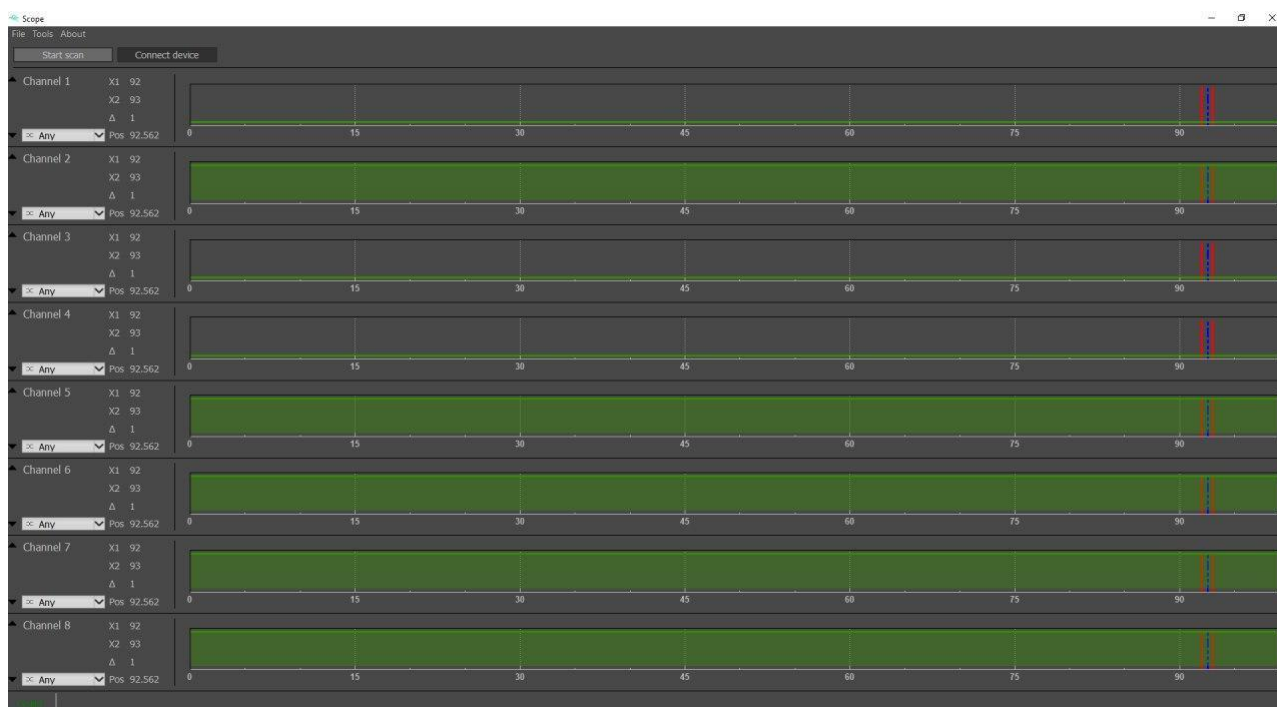 Scope
File Tools About
Start scan Connect device
Channel 1 X1 92
X2 93
Δ 1
Any Pos 92.562 0 15 30 45 60 75 90
Channel 2 X1 92
X2 93
Δ 1
Any Pos 92.562 0 15 30 45 60 75 90
Channel 3 X1 92
X2 93
Δ 1
Any Pos 92.562 0 15 30 45 60 75 90
Channel 4 X1 92
X2 93
Δ 1
Any Pos 92.562 0 15 30 45 60 75 90
Channel 5 X1 92
X2 93
Δ 1
Any Pos 92.562 0 15 30 45 60 75 90
Channel 6 X1 92
X2 93
Δ 1
Any Pos 92.562 0 15 30 45 60 75 90
Channel 7 X1 92
X2 93
Δ 1
Any Pos 92.562 0 15 30 45 60 75 90
Channel 8 X1 92
X2 93
Δ 1
Any Pos 92.562 0 15 30 45 60 75 90